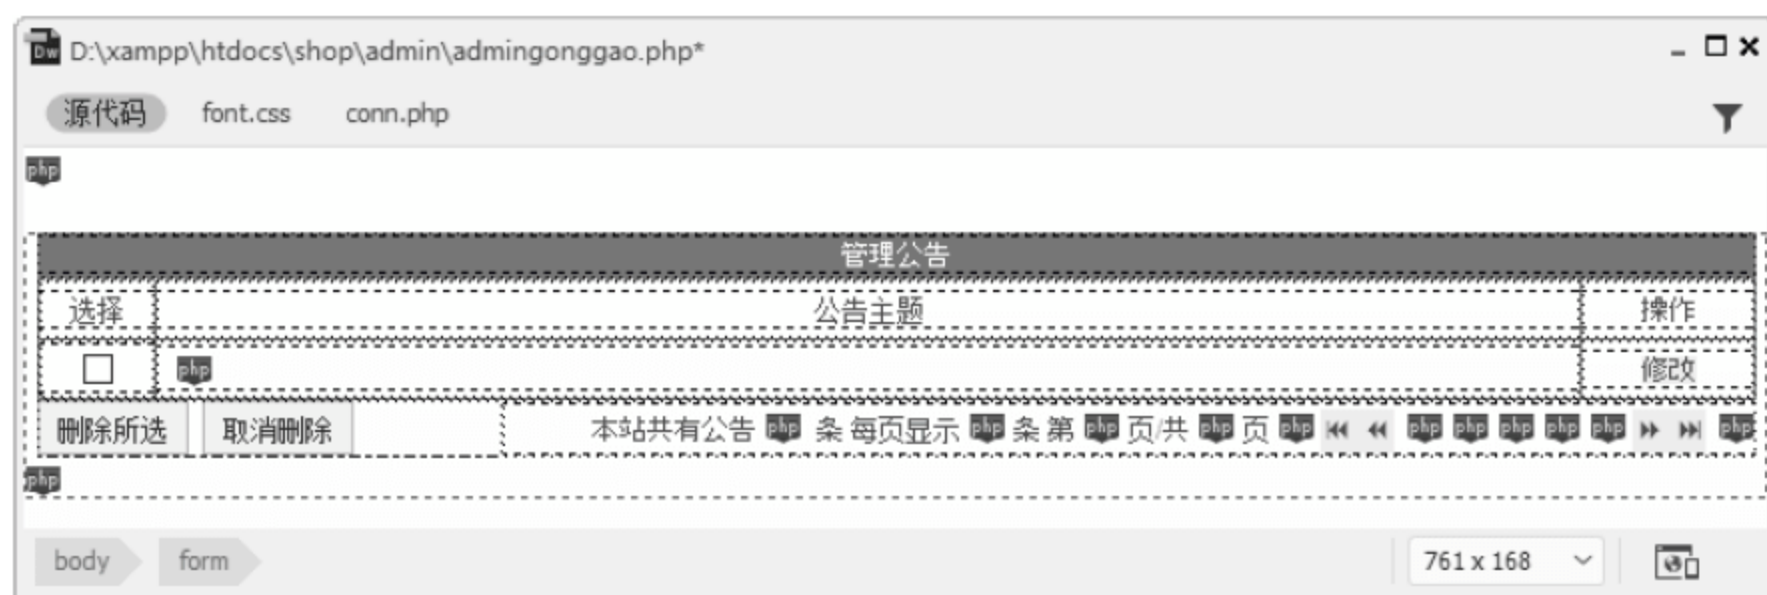 Dw D:\xampp\htdocs\shop\admin\admingonggao.php*
源代码 font.css conn.php
php
管理公告
选择 公告主题 操作
php 修改
删除所选 取消删除 本站共有公告 php 条 每页显示 php 条 第 php 页/共 php 页 php php php php php php php
php
body form 761 x 168